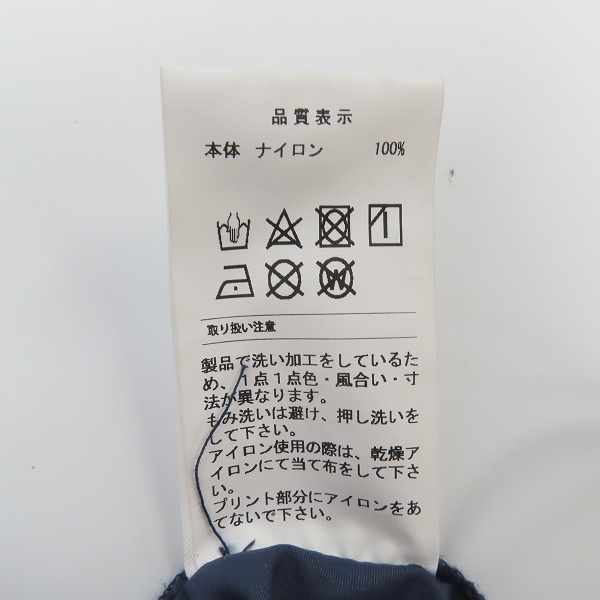 品質表示
本体 ナイロン 100%
W
取り扱い注意
製品で洗い加工をしているた
め、1点1点色・風合い・寸
法が異なります。
もみ洗いは避け、押し洗いを
して下さい。
アイロン使用の際は、乾燥ア
イロンにて当て布をして下さ
い。
プリント部分にアイロンをあ
てないで下さい。